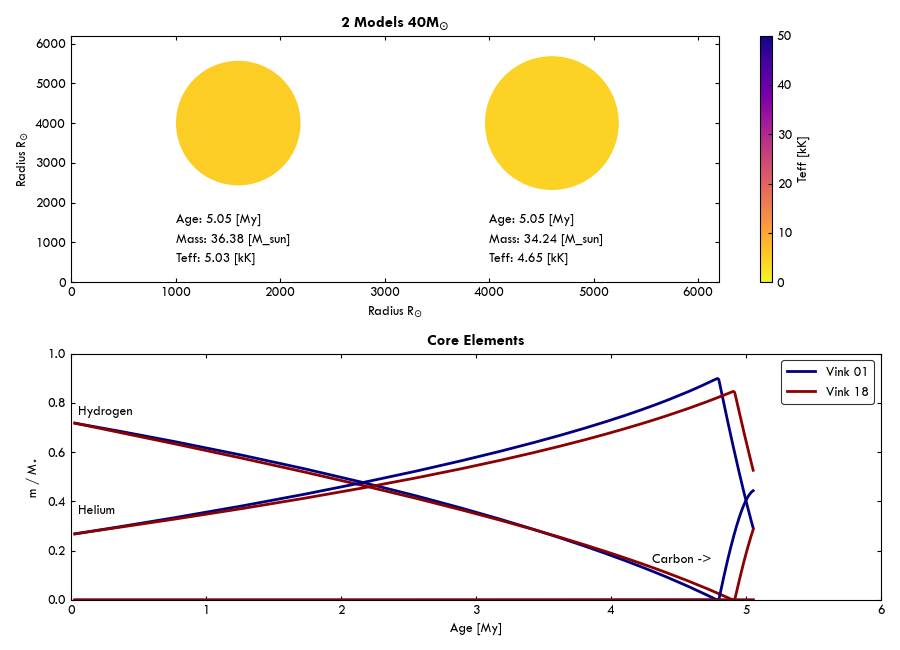 2 Models 40M☉
6000
5000
4000
3000
2000
1000
0
Radius R☉
Age: 5.05 [My]
Mass: 36.38 [M_sun]
Teff: 5.03 [kK]
Age: 5.05 [My]
Mass: 34.24 [M_sun]
Teff: 4.65 [kK]
0 1000 2000 3000 4000 5000 6000
Radius R☉
50
40
30
20
10
0
Teff [kK]
Core Elements
1.0
0.8
0.6
0.4
0.2
0.0
m / M⋆
Hydrogen
Helium
Carbon ->
Vink 01
Vink 18
0 1 2 3 4 5 6
Age [My]